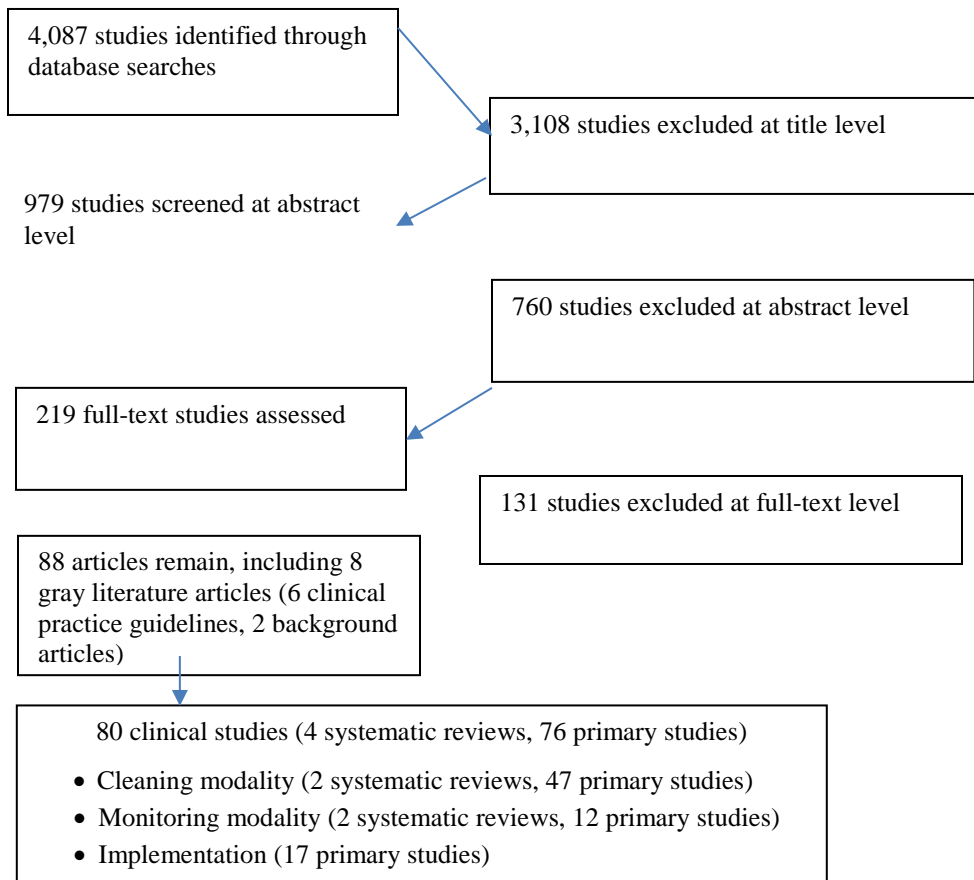 4,087 studies identified through
database searches
3,108 studies excluded at title level
979 studies screened at abstract
level
760 studies excluded at abstract level
219 full-text studies assessed
131 studies excluded at full-text level
88 articles remain, including 8
gray literature articles (6 clinical
practice guidelines, 2 background
articles)
80 clinical studies (4 systematic reviews, 76 primary studies)
• Cleaning modality (2 systematic reviews, 47 primary studies)
• Monitoring modality (2 systematic reviews, 12 primary studies)
• Implementation (17 primary studies)